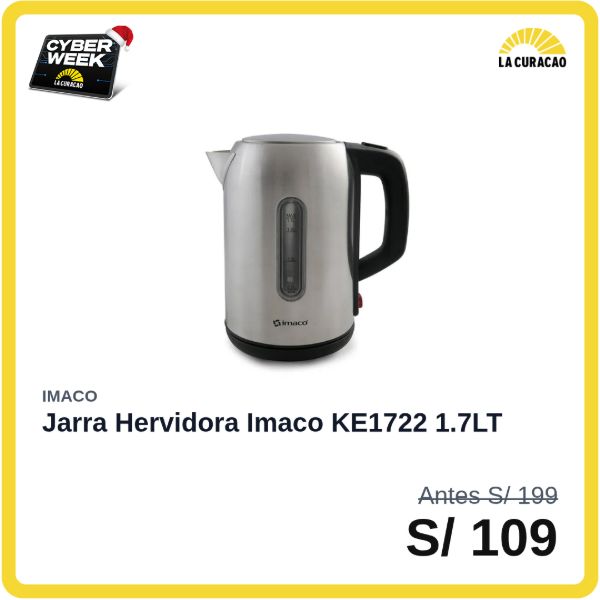 CYBER
WEEK
LA CURACAO
LA CURACAO
imaco
IMACO
Jarra Hervidora Imaco KE1722 1.7LT
Antes S/ 199
S/ 109